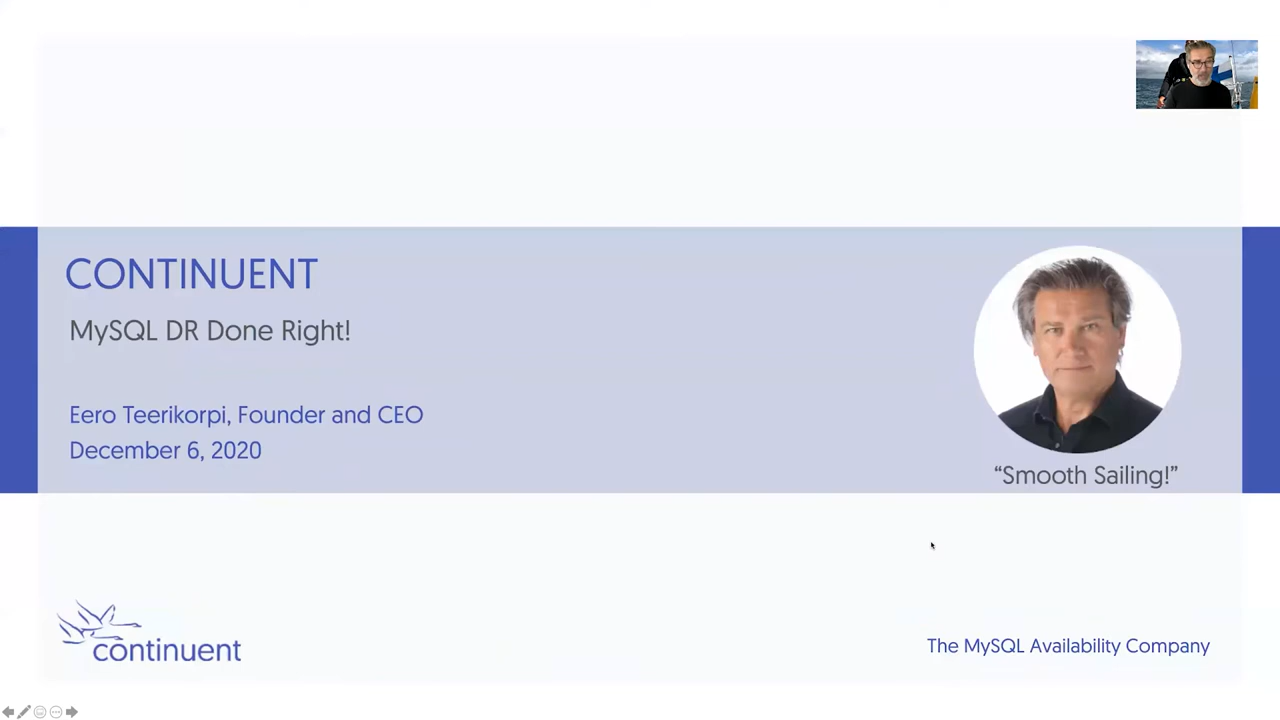 CONTINUENT
MySQL DR Done Right!
Eero Teerikorpi, Founder and CEO
December 6, 2020
“Smooth Sailing!”
continuent
The MySQL Availability Company